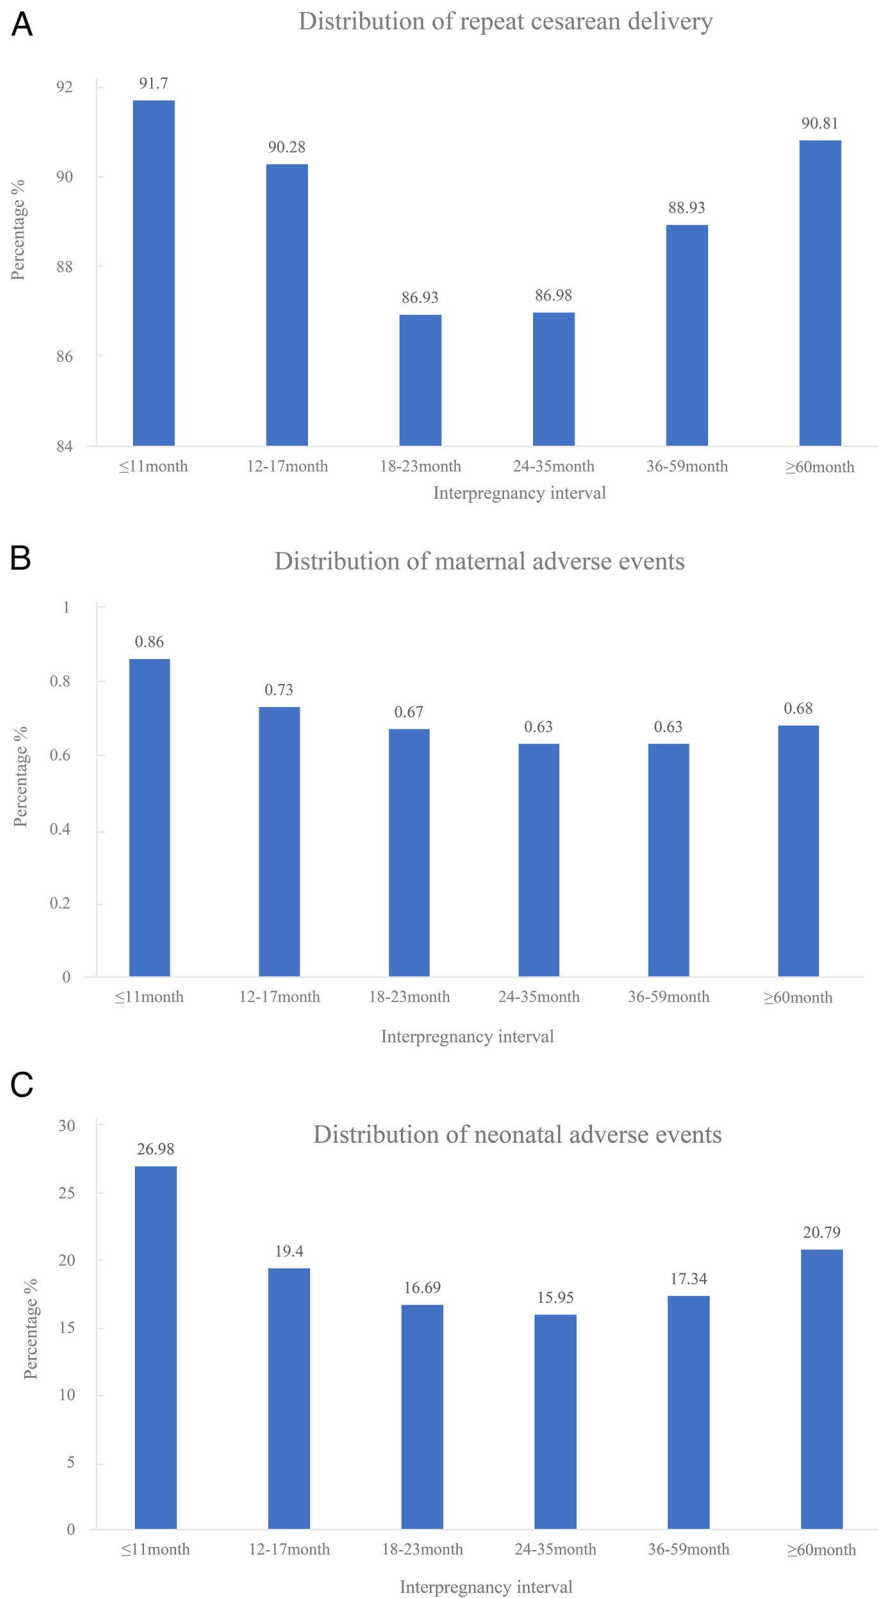 A
Distribution of repeat cesarean delivery
92
90
88
86
84
Percentage %
91.7
90.28
86.93
86.98
88.93
90.81
≤11month 12-17month 18-23month 24-35month 36-59month ≥60month
Interpregnancy interval
B
Distribution of maternal adverse events
1
0.8
0.6
0.4
0.2
0
Percentage %
0.86
0.73
0.67
0.63
0.63
0.68
≤11month 12-17month 18-23month 24-35month 36-59month ≥60month
Interpregnancy interval
C
Distribution of neonatal adverse events
30
25
20
15
10
5
0
Percentage %
26.98
19.4
16.69
15.95
17.34
20.79
≤11month 12-17month 18-23month 24-35month 36-59month ≥60month
Interpregnancy interval